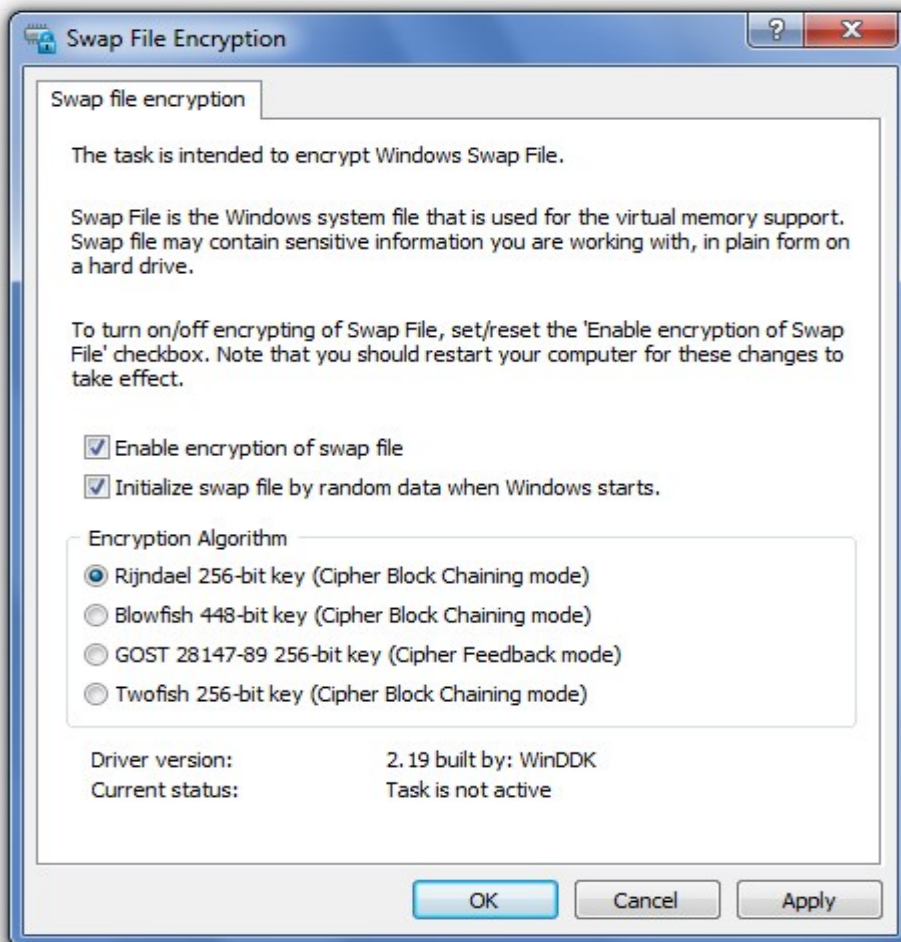 Swap File Encryption
?
X
Swap file encryption
The task is intended to encrypt Windows Swap File.
Swap File is the Windows system file that is used for the virtual memory support.
Swap file may contain sensitive information you are working with, in plain form on
a hard drive.
To turn on/off encrypting of Swap File, set/reset the 'Enable encryption of Swap
File' checkbox. Note that you should restart your computer for these changes to
take effect.
Enable encryption of swap file
Initialize swap file by random data when Windows starts.
Encryption Algorithm
Rijndael 256-bit key (Cipher Block Chaining mode)
Blowfish 448-bit key (Cipher Block Chaining mode)
GOST 28147-89 256-bit key (Cipher Feedback mode)
Twofish 256-bit key (Cipher Block Chaining mode)
Driver version: 2.19 built by: WinDDK
Current status: Task is not active
OK Cancel Apply